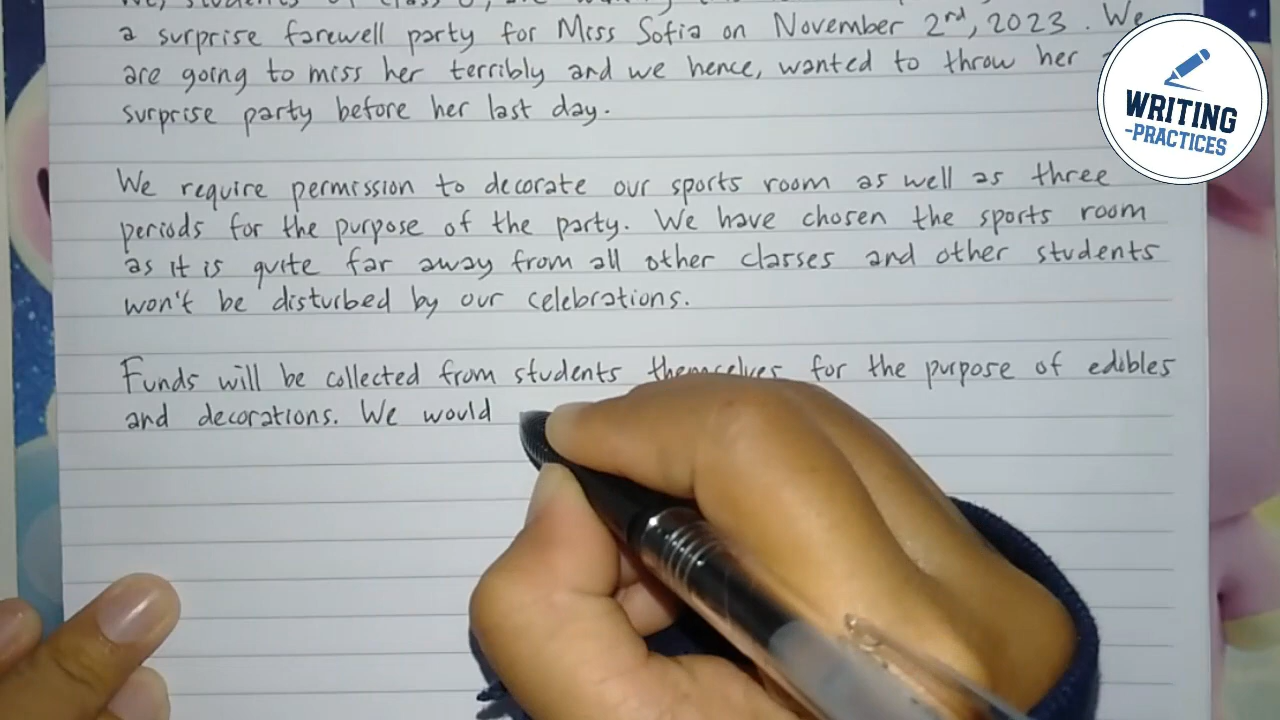 a surprise farewell party for Miss Sofia on November 2nd, 2023. We
are going to miss her terribly and we hence, wanted to throw her
surprise party before her last day.
We require permission to decorate our sports room as well as three
periods for the purpose of the party. We have chosen the sports room
as it is quite far away from all other classes and other students
won't be disturbed by our celebrations.
Funds will be collected from students themselves for the purpose of edibles
and decorations. We would
WRITING
-PRACTICES